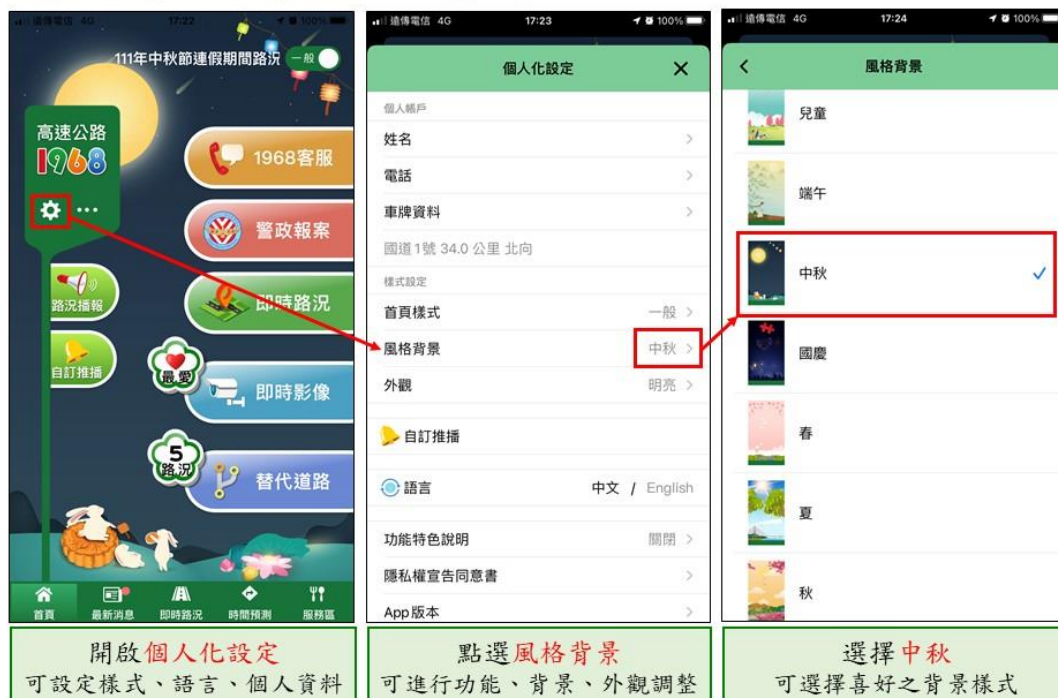 遠傳電信 4G 17:22 100%
111年中秋節連假期間路況 一般
高速公路
1968
1968客服
警政報案
路況播報
即時路況
自訂推播
最愛
即時影像
5
路況
替代道路
首頁 最新消息 即時路況 時間預測 服務區
開啟個人化設定
可設定樣式、語言、個人資料
遠傳電信 4G 17:23 100%
個人化設定
個人帳戶
姓名
電話
車牌資料
國道1號 34.0 公里 北向
樣式設定
首頁樣式 一般
風格背景 中秋
外觀 明亮
自訂推播
語言 中文 / English
功能特色說明 關閉
隱私權宣告同意書
App版本
點選風格背景
可進行功能、背景、外觀調整
遠傳電信 4G 17:24 100%
風格背景
兒童
端午
中秋
國慶
春
夏
秋
選擇中秋
可選擇喜好之背景樣式